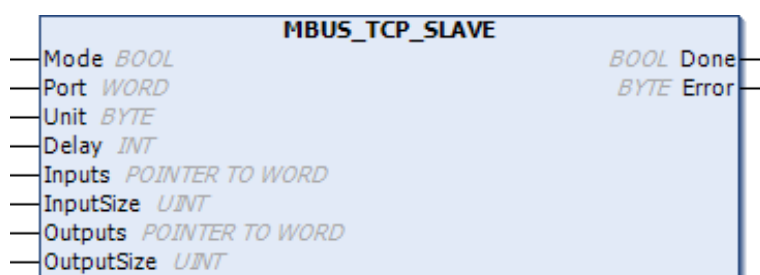 MBUS_TCP_SLAVE
Mode BOOL BOOL Done
Port WORD BYTE Error
Unit BYTE
Delay INT
Inputs POINTER TO WORD
InputSize UINT
Outputs POINTER TO WORD
OutputSize UINT